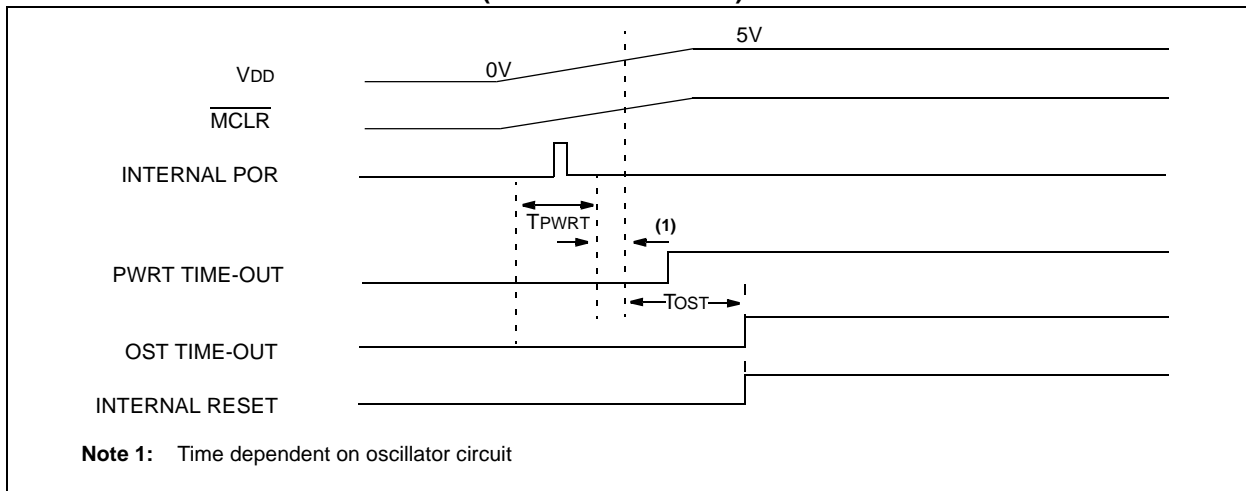 5V
0V
VDD
MCLR
INTERNAL POR
TPWRT
(1)
PWRT TIME-OUT
TOST
OST TIME-OUT
INTERNAL RESET
Note 1: Time dependent on oscillator circuit